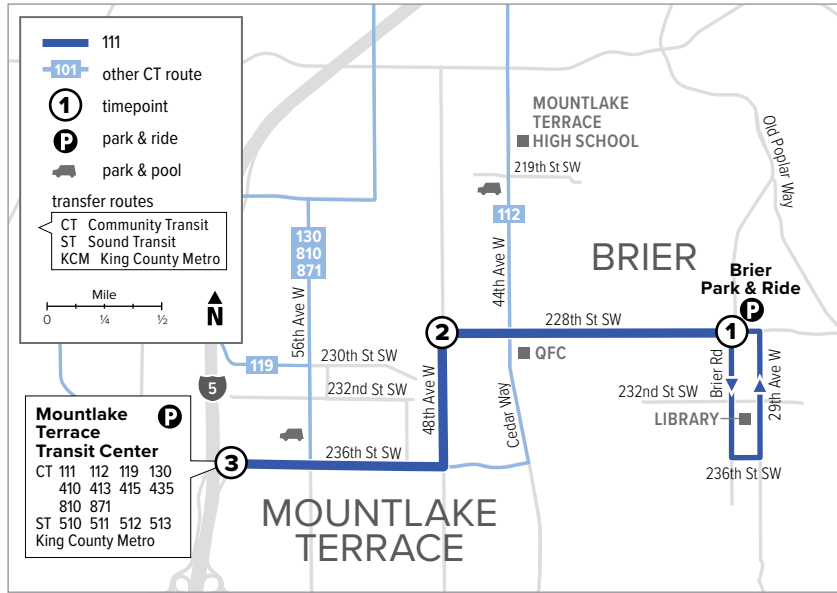 111
101
other CT route
1
timepoint
P
park & ride
park & pool
transfer routes
CT Community Transit
ST Sound Transit
KCM King County Metro
Mile
0 ¼ ½
N
MOUNTLAKE
TERRACE
HIGH SCHOOL
219th St SW
Old Poplar Way
112
130
810
871
56th Ave W
44th Ave W
BRIER
Brier
Park & Ride
P
2
228th St SW
1
QFC
119
230th St SW
5
232nd St SW
48th Ave W
Cedar Way
Brier Rd
29th Ave W
232nd St SW
LIBRARY
236th St SW
Mountlake
Terrace
Transit Center
P
CT 111 112 119 130
410 413 415 435
810 871
ST 510 511 512 513
King County Metro
3
236th St SW
MOUNTLAKE
TERRACE